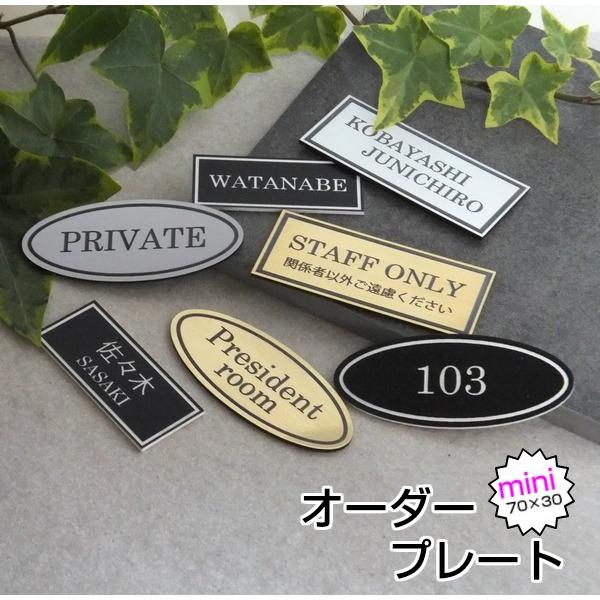 KOBAYASHI
JUNICHIRO
WATANABE
PRIVATE
STAFF ONLY
関係者以外ご遠慮ください
佐々木
SASAKI
President
room
103
mini
70×30
オーダー
プレート